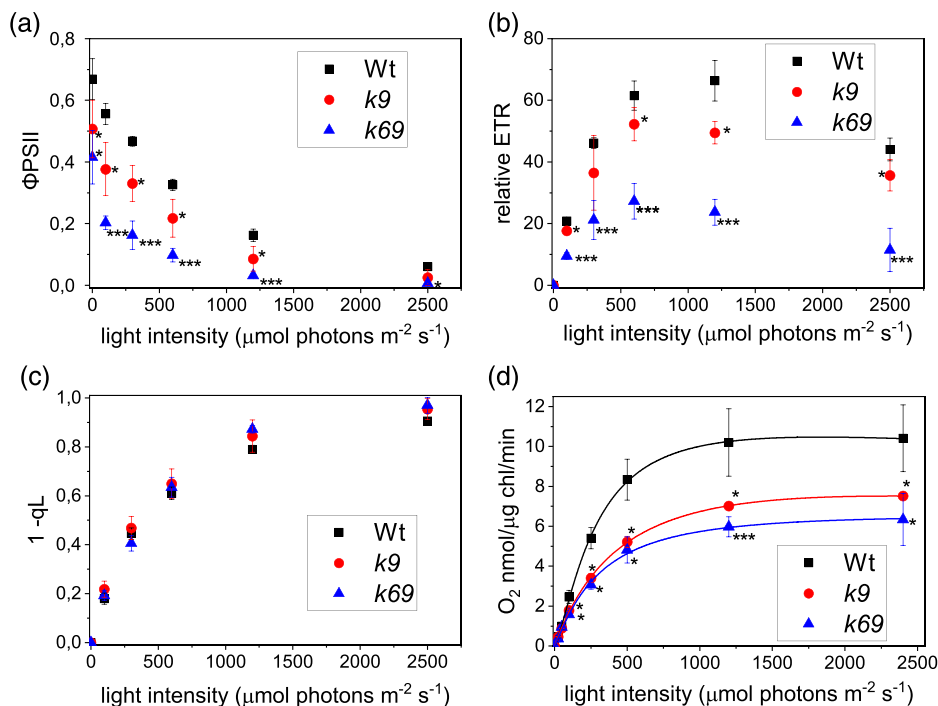 (a)
0,8
0,6
0,4
0,2
0,0
ΦPSII
Wt
k9
k69
*
*
*
***
*
***
*
***
*
***
*
0 500 1000 1500 2000 2500
light intensity (μmol photons m⁻² s⁻¹)
(b)
80
60
40
20
0
relative ETR
Wt
k9
k69
*
***
***
*
***
*
***
*
***
0 500 1000 1500 2000 2500
light intensity (μmol photons m⁻² s⁻¹)
(c)
1,0
0,8
0,6
0,4
0,2
0,0
1 -qL
Wt
k9
k69
0 500 1000 1500 2000 2500
light intensity (μmol photons m⁻² s⁻¹)
(d)
12
10
8
6
4
2
0
O₂ nmol/μg chl/min
Wt
k9
k69
*
*
*
*
*
*
*
***
*
*
0 500 1000 1500 2000 2500
light intensity (μmol photons m⁻² s⁻¹)